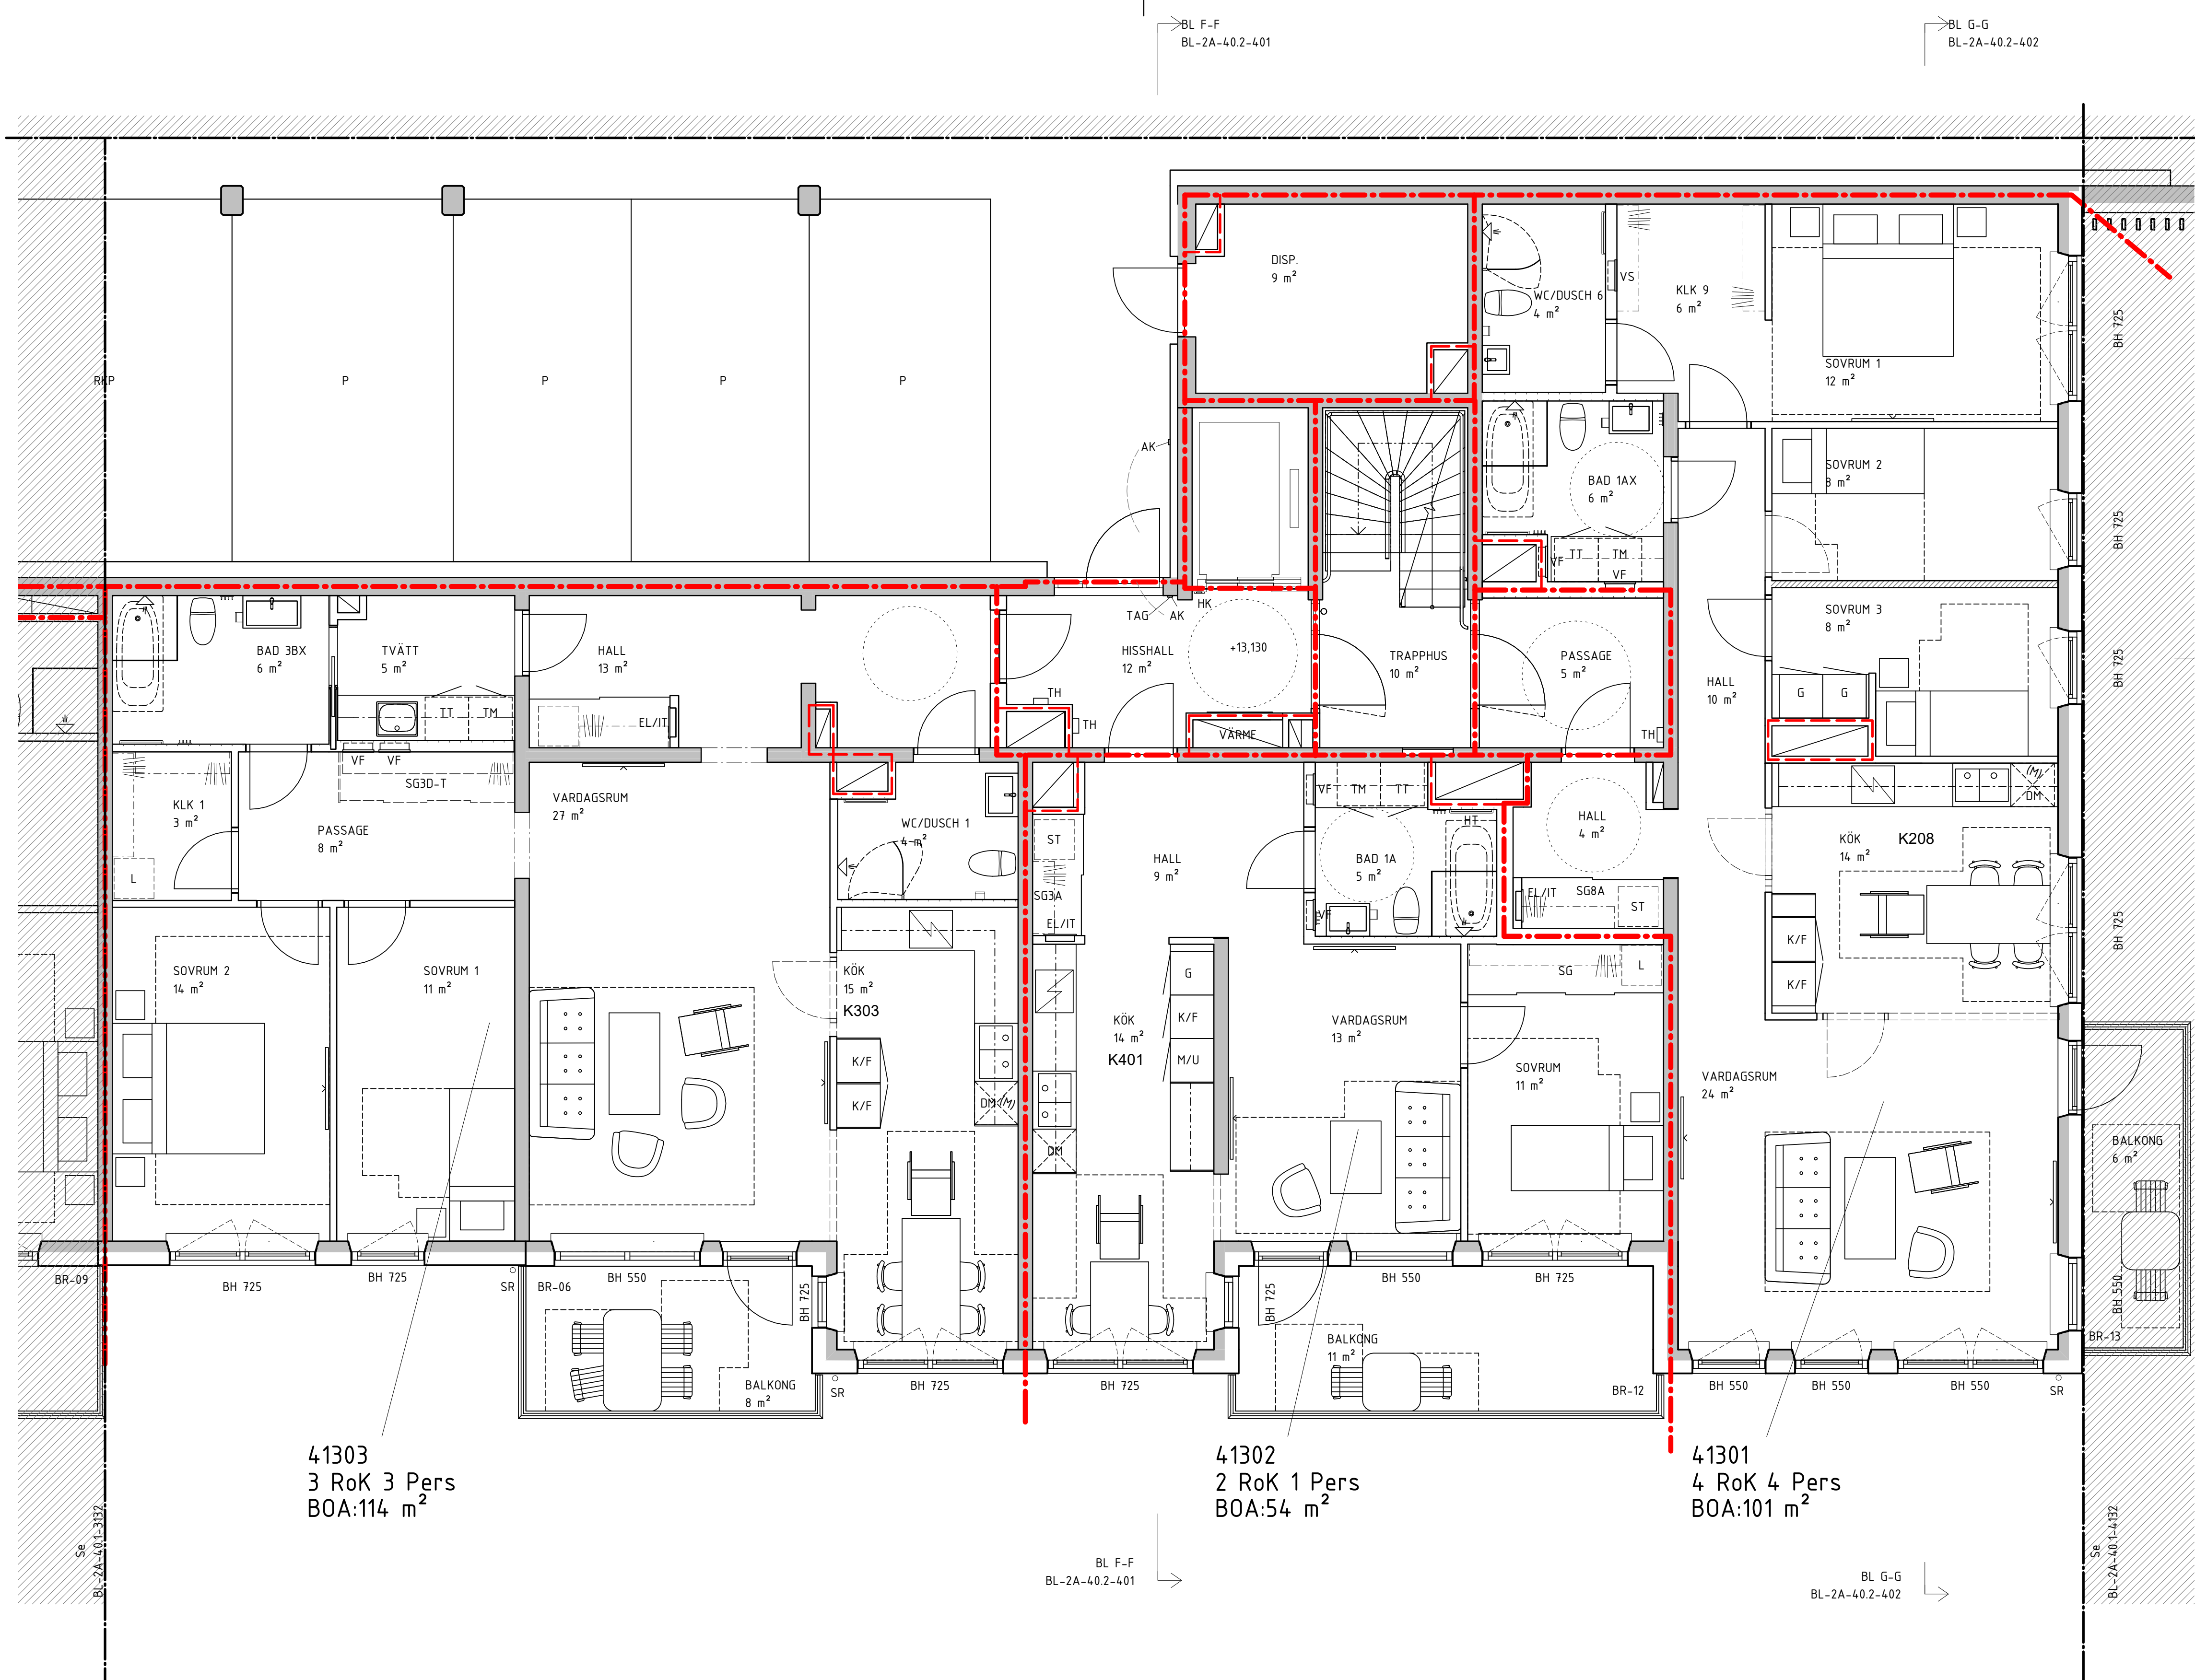 BL F-F
BL-2A-40.2-401
BL G-G
BL-2A-40.2-402
DISP.
9 m²
WC/DUSCH 6
4 m²
VS
KLK 9
6 m²
SOVRUM 1
12 m²
BH 725
RKP
P
P
P
P
AK
BAD 1AX
6 m²
SOVRUM 2
8 m²
BH 725
VF
TT
TM
VF
TAG
AK
HK
BAD 3BX
6 m²
TVÄTT
5 m²
HALL
13 m²
HISSHALL
12 m²
+13,130
TRAPPHUS
10 m²
PASSAGE
5 m²
SOVRUM 3
8 m²
BH 725
HALL
10 m²
G
G
TT
TM
EL/IT
TH
TH
VÄRME
TH
VF
VF
SG3D-T
KLK 1
3 m²
PASSAGE
8 m²
L
VARDAGSRUM
27 m²
WC/DUSCH 1
4 m²
ST
SG3A
EL/IT
HALL
9 m²
VF
TM
TT
HT
BAD 1A
5 m²
VF
HALL
4 m²
EL/IT
SG8A
ST
(M)
DM
KÖK
14 m²
K208
K/F
K/F
BH 725
SOVRUM 2
14 m²
SOVRUM 1
11 m²
KÖK
15 m²
K303
K/F
K/F
DM
(M)
G
K/F
M/U
KÖK
14 m²
K401
DM
VARDAGSRUM
13 m²
SG
L
SOVRUM
11 m²
VARDAGSRUM
24 m²
BALKONG
6 m²
BR-09
BH 725
BH 725
SR
BR-06
BH 550
BH 725
BH 725
BH 550
BH 725
BH 550
BR-13
BALKONG
8 m²
SR
BH 725
BH 725
BALKONG
11 m²
BR-12
BH 550
BH 550
BH 550
SR
41303
3 RoK 3 Pers
BOA:114 m²
41302
2 RoK 1 Pers
BOA:54 m²
41301
4 RoK 4 Pers
BOA:101 m²
Se
BL-2A-40.1-3132
BL F-F
BL-2A-40.2-401
BL G-G
BL-2A-40.2-402
Se
BL-2A-40.1-4132